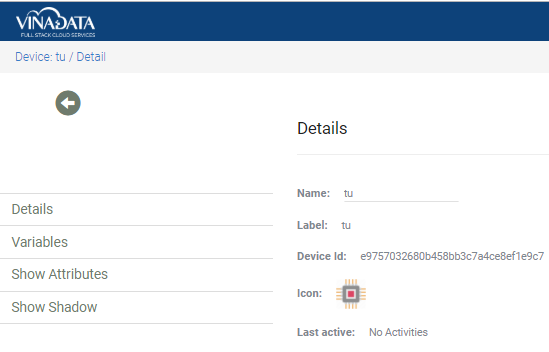 VINADATA
FULL STACK CLOUD SERVICES
Device: tu / Detail
Details
Name: tu
Label: tu
Device Id: e9757032680b458bb3c7a4ce8ef1e9c7
Icon:
Last active: No Activities
Details
Variables
Show Attributes
Show Shadow